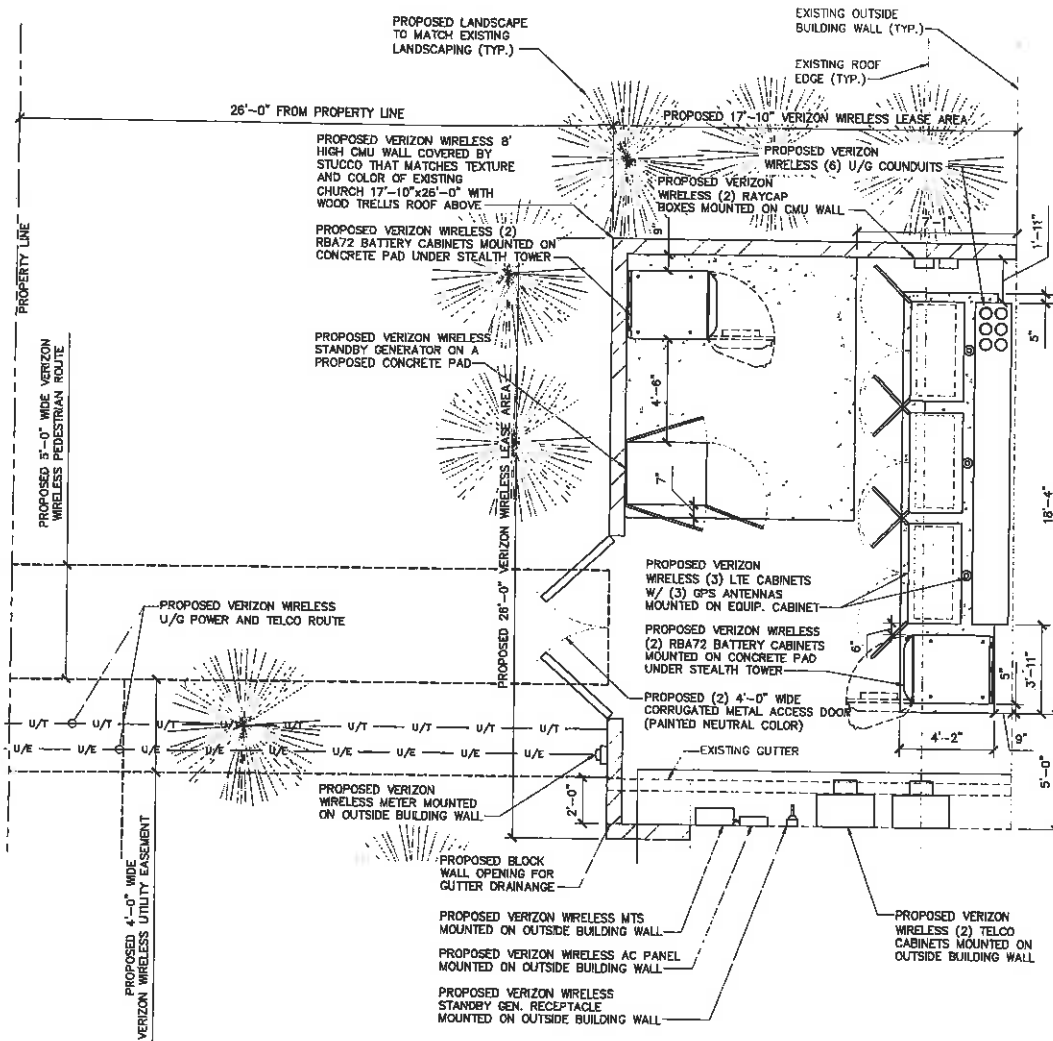 PROPOSED LANDSCAPE
TO MATCH EXISTING
LANDSCAPING (TYP.)
EXISTING OUTSIDE
BUILDING WALL (TYP.)
EXISTING ROOF
EDGE (TYP.)
26'-0" FROM PROPERTY LINE
PROPOSED 17'-10" VERIZON WIRELESS LEASE AREA
PROPOSED VERIZON WIRELESS 8'
HIGH CMU WALL COVERED BY
STUCCO THAT MATCHES TEXTURE
AND COLOR OF EXISTING
CHURCH 17'-10"x26'-0" WITH
WOOD TRELLIS ROOF ABOVE
PROPOSED VERIZON
WIRELESS (6) U/G COUNDUITS
PROPOSED VERIZON
WIRELESS (2) RAYCAP
BOXES MOUNTED ON CMU WALL
7'-1"
1'-11"
9"
PROPOSED VERIZON WIRELESS (2)
RBA72 BATTERY CABINETS MOUNTED ON
CONCRETE PAD UNDER STEALTH TOWER
PROPERTY LINE
5"
PROPOSED VERIZON WIRELESS
STANDBY GENERATOR ON A
PROPOSED CONCRETE PAD
4'-6"
PROPOSED 5'-0" WIDE VERIZON
WIRELESS PEDESTRIAN ROUTE
PROPOSED 26'-0" VERIZON WIRELESS LEASE AREA
7"
18'-4"
PROPOSED VERIZON
WIRELESS (3) LTE CABINETS
W/ (3) GPS ANTENNAS
MOUNTED ON EQUIP. CABINET
PROPOSED VERIZON WIRELESS
U/G POWER AND TELCO ROUTE
PROPOSED VERIZON WIRELESS
(2) RBA72 BATTERY CABINETS
MOUNTED ON CONCRETE PAD
UNDER STEALTH TOWER
6"
5"
3'-11"
PROPOSED (2) 4'-0" WIDE
CORRUGATED METAL ACCESS DOOR
(PAINTED NEUTRAL COLOR)
U/T U/T U/T U/T U/T U/T U/T U/T U/T
U/E U/E U/E U/E U/E U/E U/E U/E U/E
4'-2"
9"
5'-0"
EXISTING GUTTER
PROPOSED VERIZON
WIRELESS METER MOUNTED
ON OUTSIDE BUILDING WALL
2'-0"
PROPOSED 4'-0" WIDE
VERIZON WIRELESS UTILITY EASEMENT
PROPOSED BLOCK
WALL OPENING FOR
GUTTER DRAINANGE
PROPOSED VERIZON WIRELESS MTS
MOUNTED ON OUTSIDE BUILDING WALL
PROPOSED VERIZON WIRELESS AC PANEL
MOUNTED ON OUTSIDE BUILDING WALL
PROPOSED VERIZON WIRELESS
STANDBY GEN. RECEPTACLE
MOUNTED ON OUTSIDE BUILDING WALL
PROPOSED VERIZON
WIRELESS (2) TELCO
CABINETS MOUNTED ON
OUTSIDE BUILDING WALL